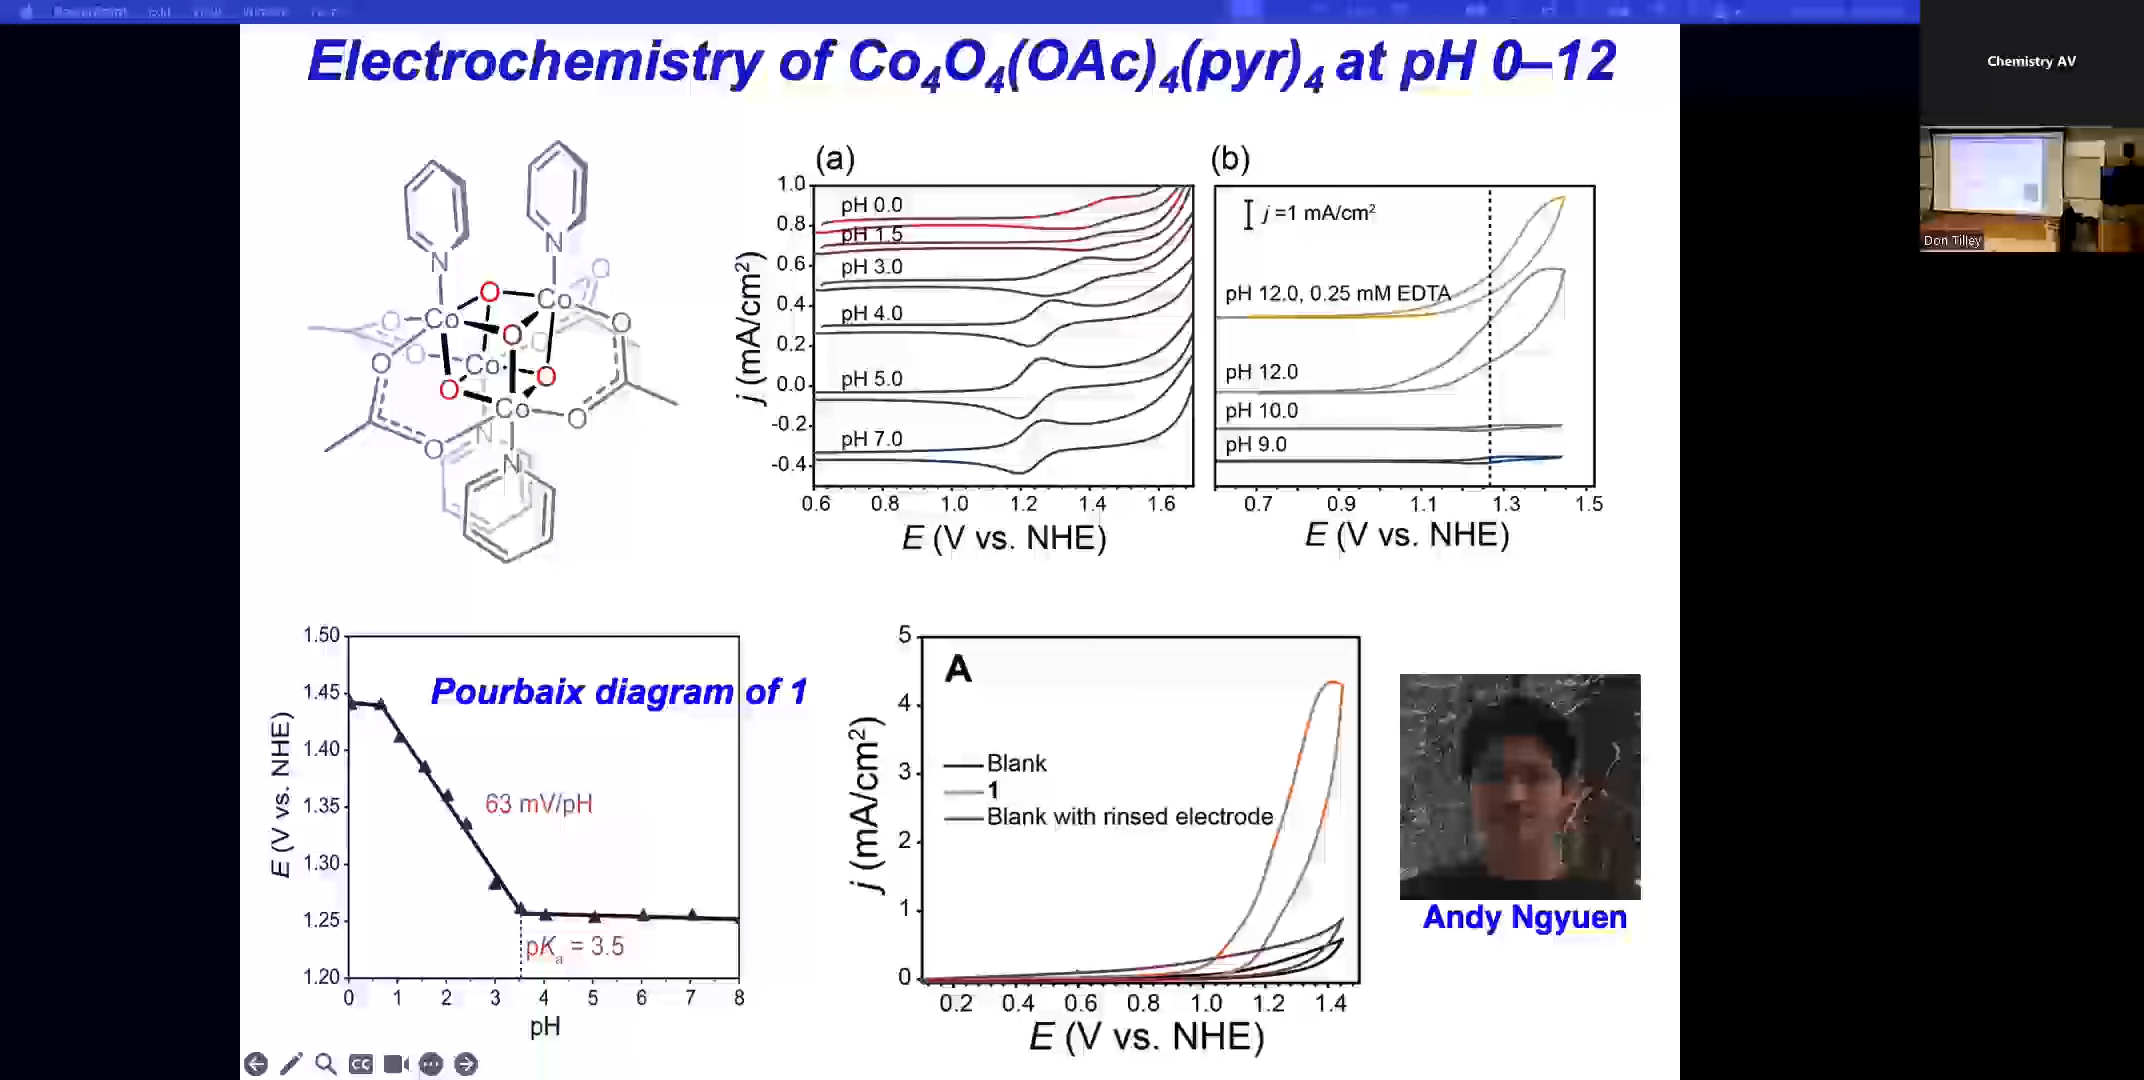 Electrochemistry of Co4O4(OAc)4(pyr)4 at pH 0–12
Chemistry AV
Don Tilley
N
N
O
O
Co
Co
O
O
O
O
O
O
Co
O
O
O
Co
O
O
N
N
(a)
1.0
0.8
0.6
0.4
0.2
0.0
-0.2
-0.4
j (mA/cm²)
pH 0.0
pH 1.5
pH 3.0
pH 4.0
pH 5.0
pH 7.0
0.6 0.8 1.0 1.2 1.4 1.6
E (V vs. NHE)
(b)
j =1 mA/cm²
pH 12.0, 0.25 mM EDTA
pH 12.0
pH 10.0
pH 9.0
0.7 0.9 1.1 1.3 1.5
E (V vs. NHE)
Pourbaix diagram of 1
1.50
1.45
1.40
1.35
1.30
1.25
1.20
E (V vs. NHE)
63 mV/pH
pKa = 3.5
0 1 2 3 4 5 6 7 8
pH
A
5
4
3
2
1
0
j (mA/cm²)
Blank
1
Blank with rinsed electrode
0.2 0.4 0.6 0.8 1.0 1.2 1.4
E (V vs. NHE)
Andy Ngyuen
CC